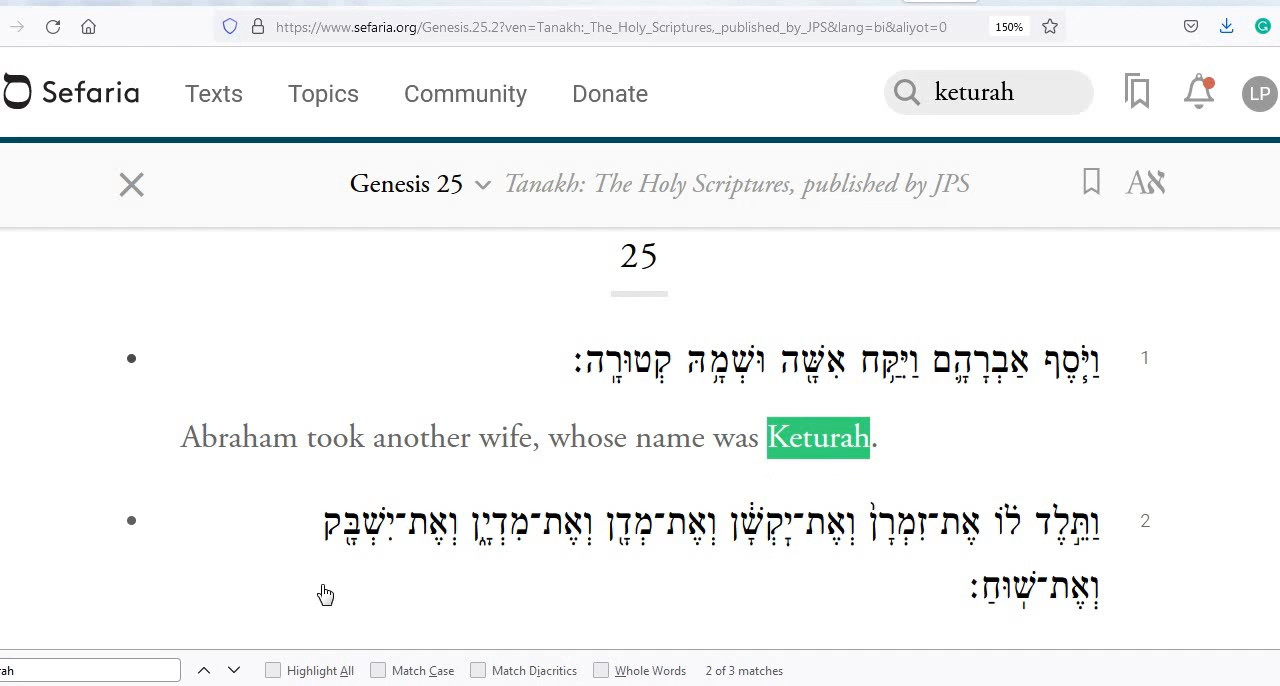 https://www.sefaria.org/Genesis.25.2?ven=Tanakh:_The_Holy_Scriptures,_published_by_JPS&lang=bi&aliyot=0
150%
Sefaria Texts Topics Community Donate
keturah
LP
Genesis 25 Tanakh: The Holy Scriptures, published by JPS
Aא
25
1
וַיֹּ֧סֶף אַבְרָהָ֛ם וַיִּקַּ֥ח אִשָּׁ֖ה וּשְׁמָ֥הּ קְטוּרָֽה׃
Abraham took another wife, whose name was Keturah.
2
וַתֵּ֣לֶד ל֗וֹ אֶת־זִמְרָן֙ וְאֶת־יׇקְשָׁ֔ן וְאֶת־מְדָ֖ן וְאֶת־מִדְיָ֑ן וְאֶת־יִשְׁבָּ֖ק
וְאֶת־שֽׁוּחַ׃
rah
Highlight All
Match Case
Match Diacritics
Whole Words
2 of 3 matches